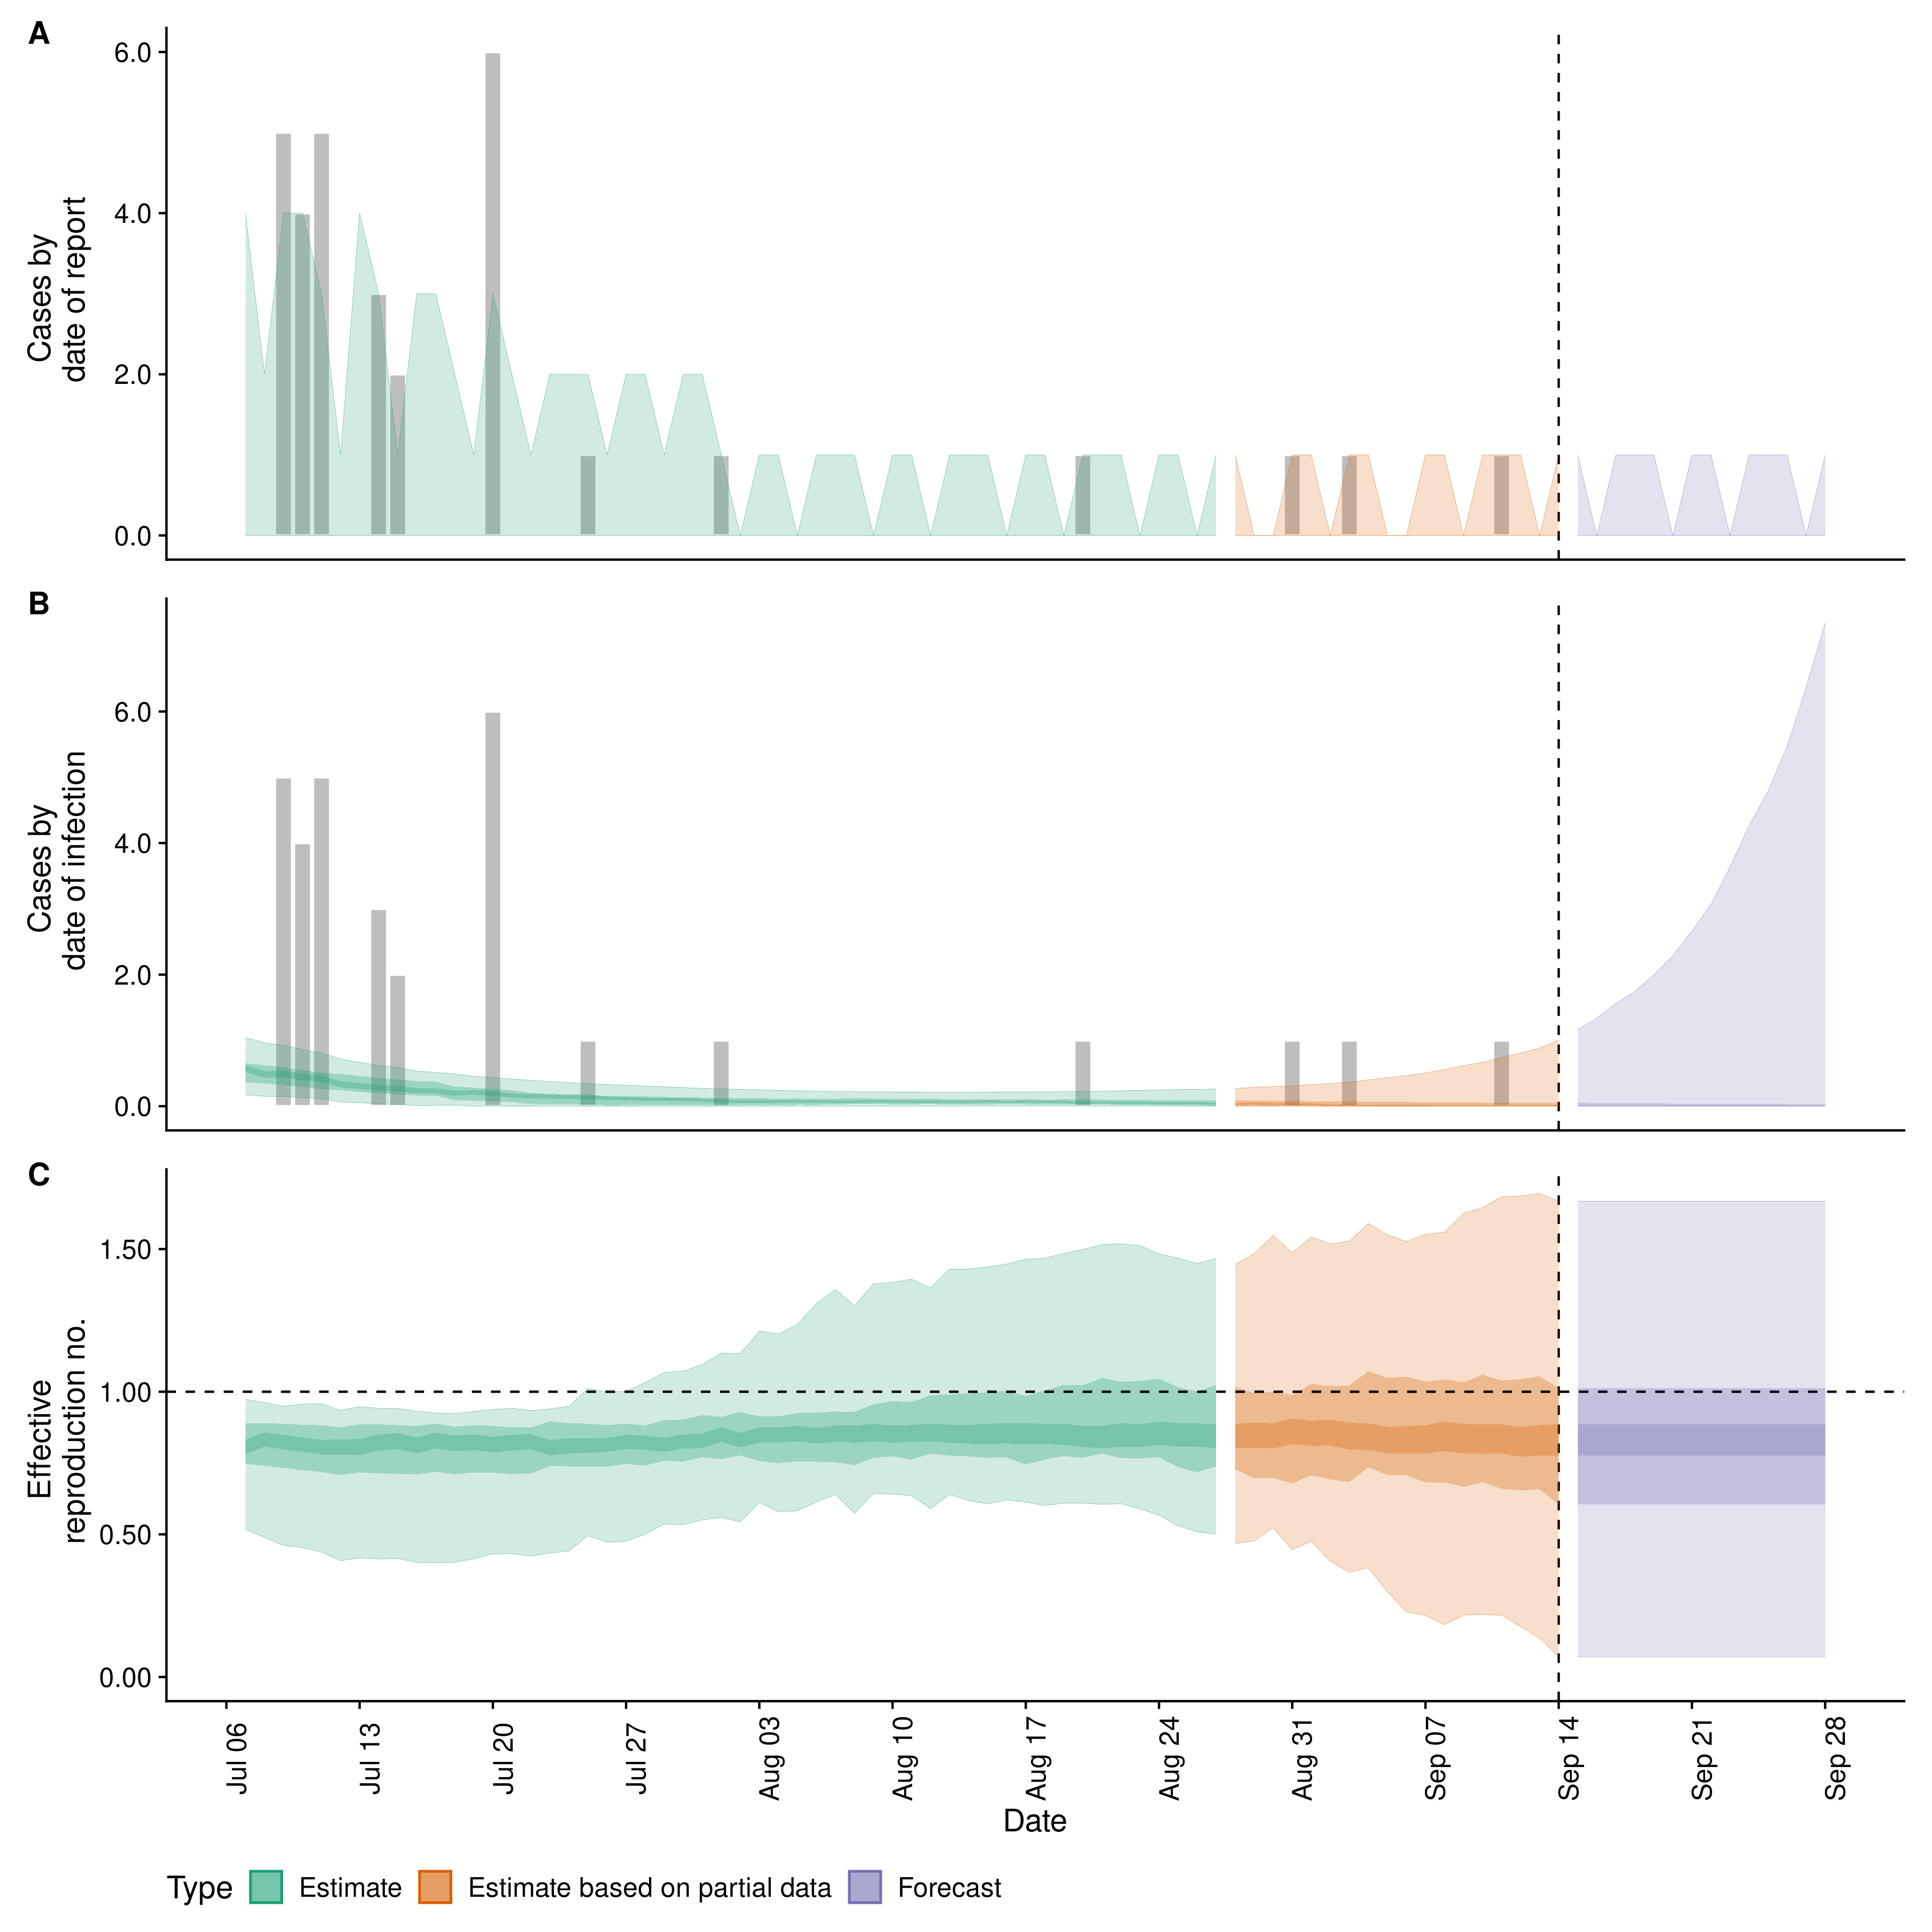 A
Cases by
date of report
6.0
4.0
2.0
0.0
B
Cases by
date of infection
6.0
4.0
2.0
0.0
C
Effective
reproduction no.
1.50
1.00
0.50
0.00
Jul 06
Jul 13
Jul 20
Jul 27
Aug 03
Aug 10
Aug 17
Aug 24
Aug 31
Sep 07
Sep 14
Sep 21
Sep 28
Date
Type Estimate Estimate based on partial data Forecast